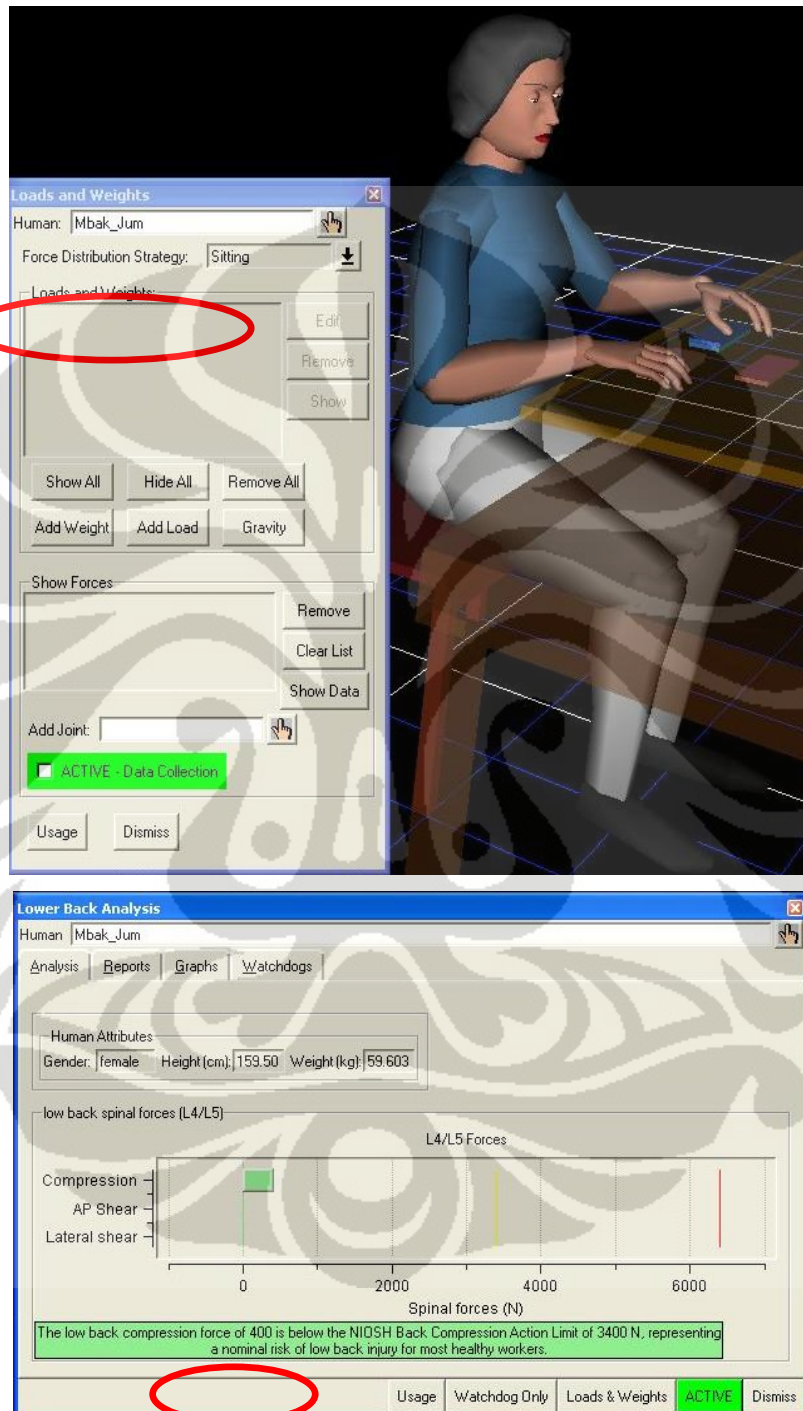 Loads and Weights
Human: Mbak_Jum
Force Distribution Strategy: Sitting
Loads and Weights:
Edit
Remove
Show
Show All Hide All Remove All
Add Weight Add Load Gravity
Show Forces
Remove
Clear List
Show Data
Add Joint:
ACTIVE - Data Collection
Usage Dismiss
Lower Back Analysis
Human Mbak_Jum
Analysis Reports Graphs Watchdogs
Human Attributes
Gender: female Height (cm): 159.50 Weight (kg): 59.603
low back spinal forces (L4/L5)
L4/L5 Forces
Compression
AP Shear
Lateral shear
0 2000 4000 6000
Spinal forces (N)
The low back compression force of 400 is below the NIOSH Back Compression Action Limit of 3400 N, representing
a nominal risk of low back injury for most healthy workers.
Usage Watchdog Only Loads & Weights ACTIVE Dismiss